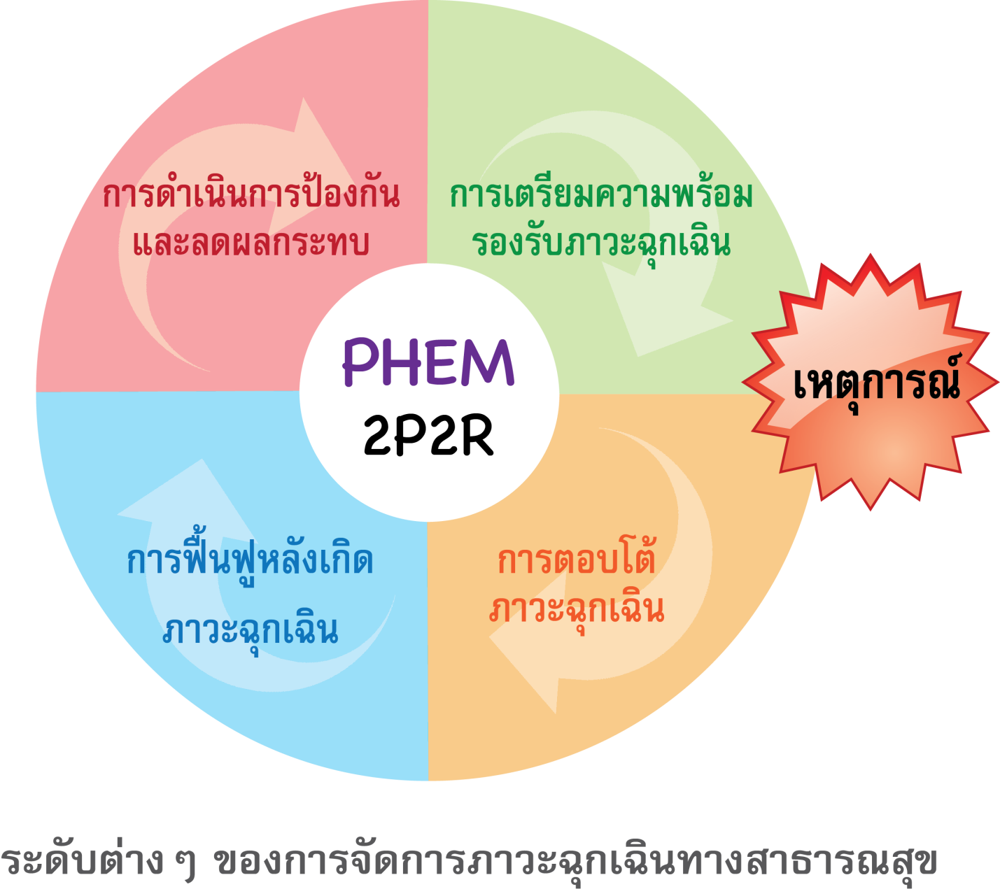 การดำเนินการป้องกัน
และลดผลกระทบ
การเตรียมความพร้อม
รองรับภาวะฉุกเฉิน
PHEM
2P2R
เหตุการณ์
การตอบโต้
ภาวะฉุกเฉิน
การฟื้นฟูหลังเกิด
ภาวะฉุกเฉิน
ระดับต่าง ๆ ของการจัดการภาวะฉุกเฉินทางสาธารณสุข